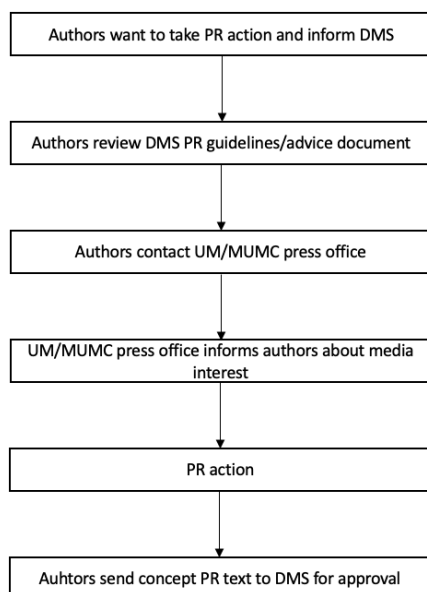 Authors want to take PR action and inform DMS
Authors review DMS PR guidelines/advice document
Authors contact UM/MUMC press office
UM/MUMC press office informs authors about media
interest
PR action
Auhtors send concept PR text to DMS for approval